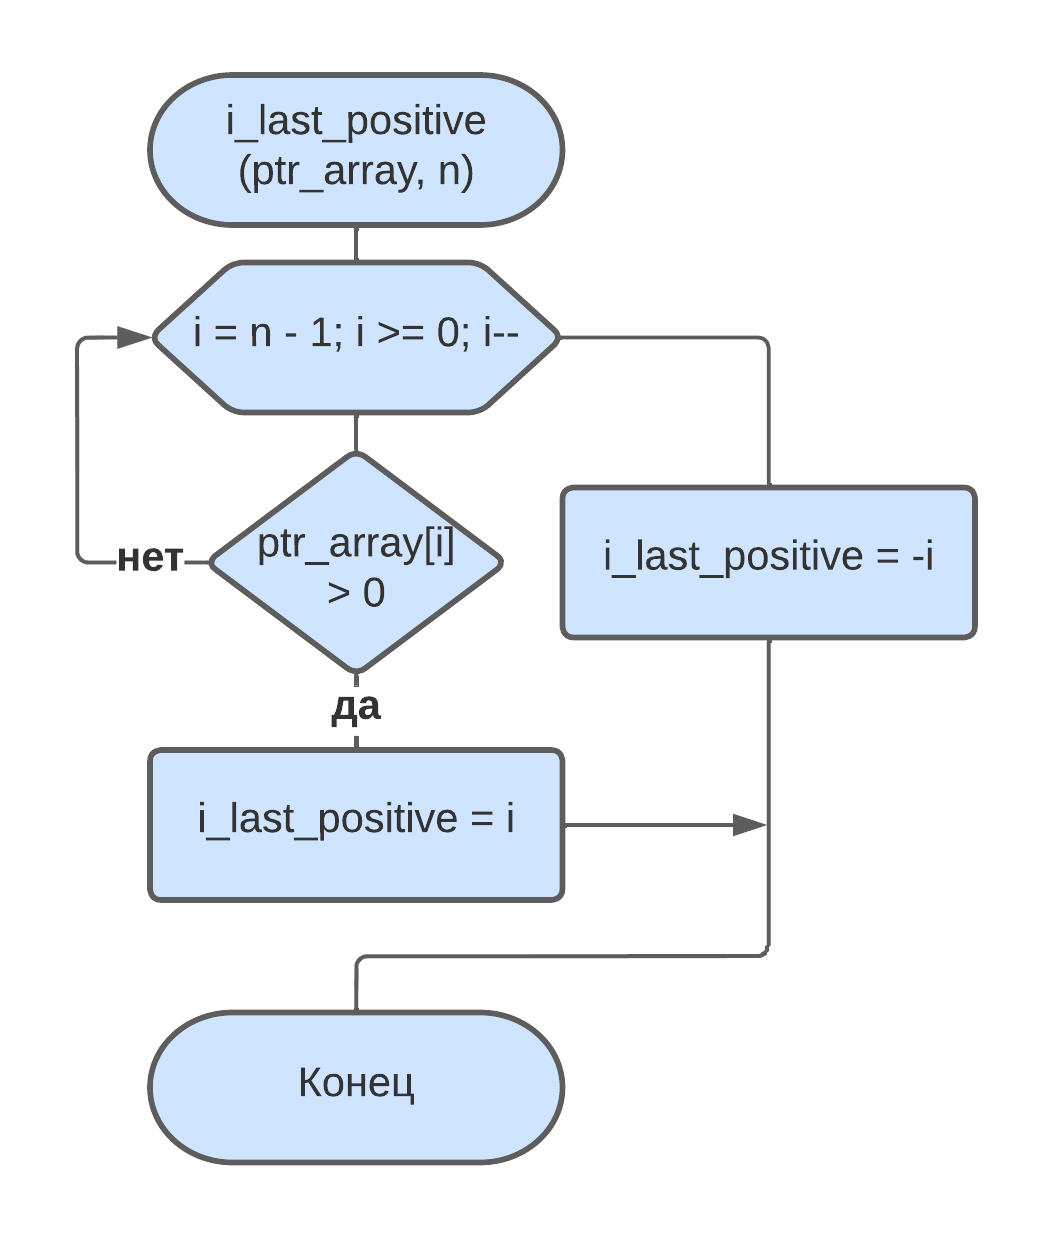 i_last_positive
(ptr_array, n)
i = n - 1; i >= 0; i--
ptr_array[i]
> 0
нет
i_last_positive = -i
да
i_last_positive = i
Конец